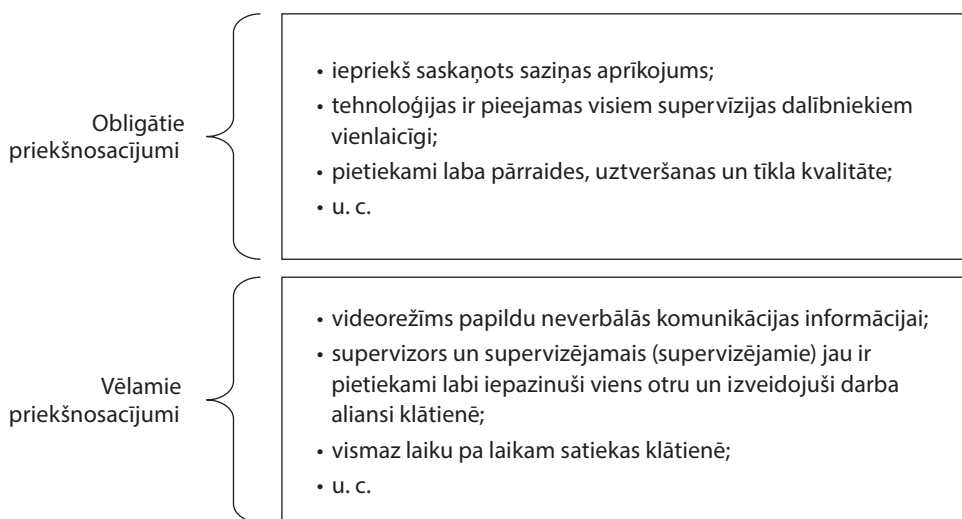 Obligātie
priekšnosacījumi
• iepriekš saskaņots saziņas aprīkojums;
• tehnoloģijas ir pieejamas visiem supervīzijas dalībniekiem
vienlaicīgi;
• pietiekami laba pārraides, uztveršanas un tīkla kvalitāte;
• u. c.
Vēlamie
priekšnosacījumi
• videorežīms papildu neverbālās komunikācijas informācijai;
• supervizors un supervizējamais (supervizējamie) jau ir
pietiekami labi iepazinuši viens otru un izveidojuši darba
aliansi klātienē;
• vismaz laiku pa laikam satiekas klātienē;
• u. c.